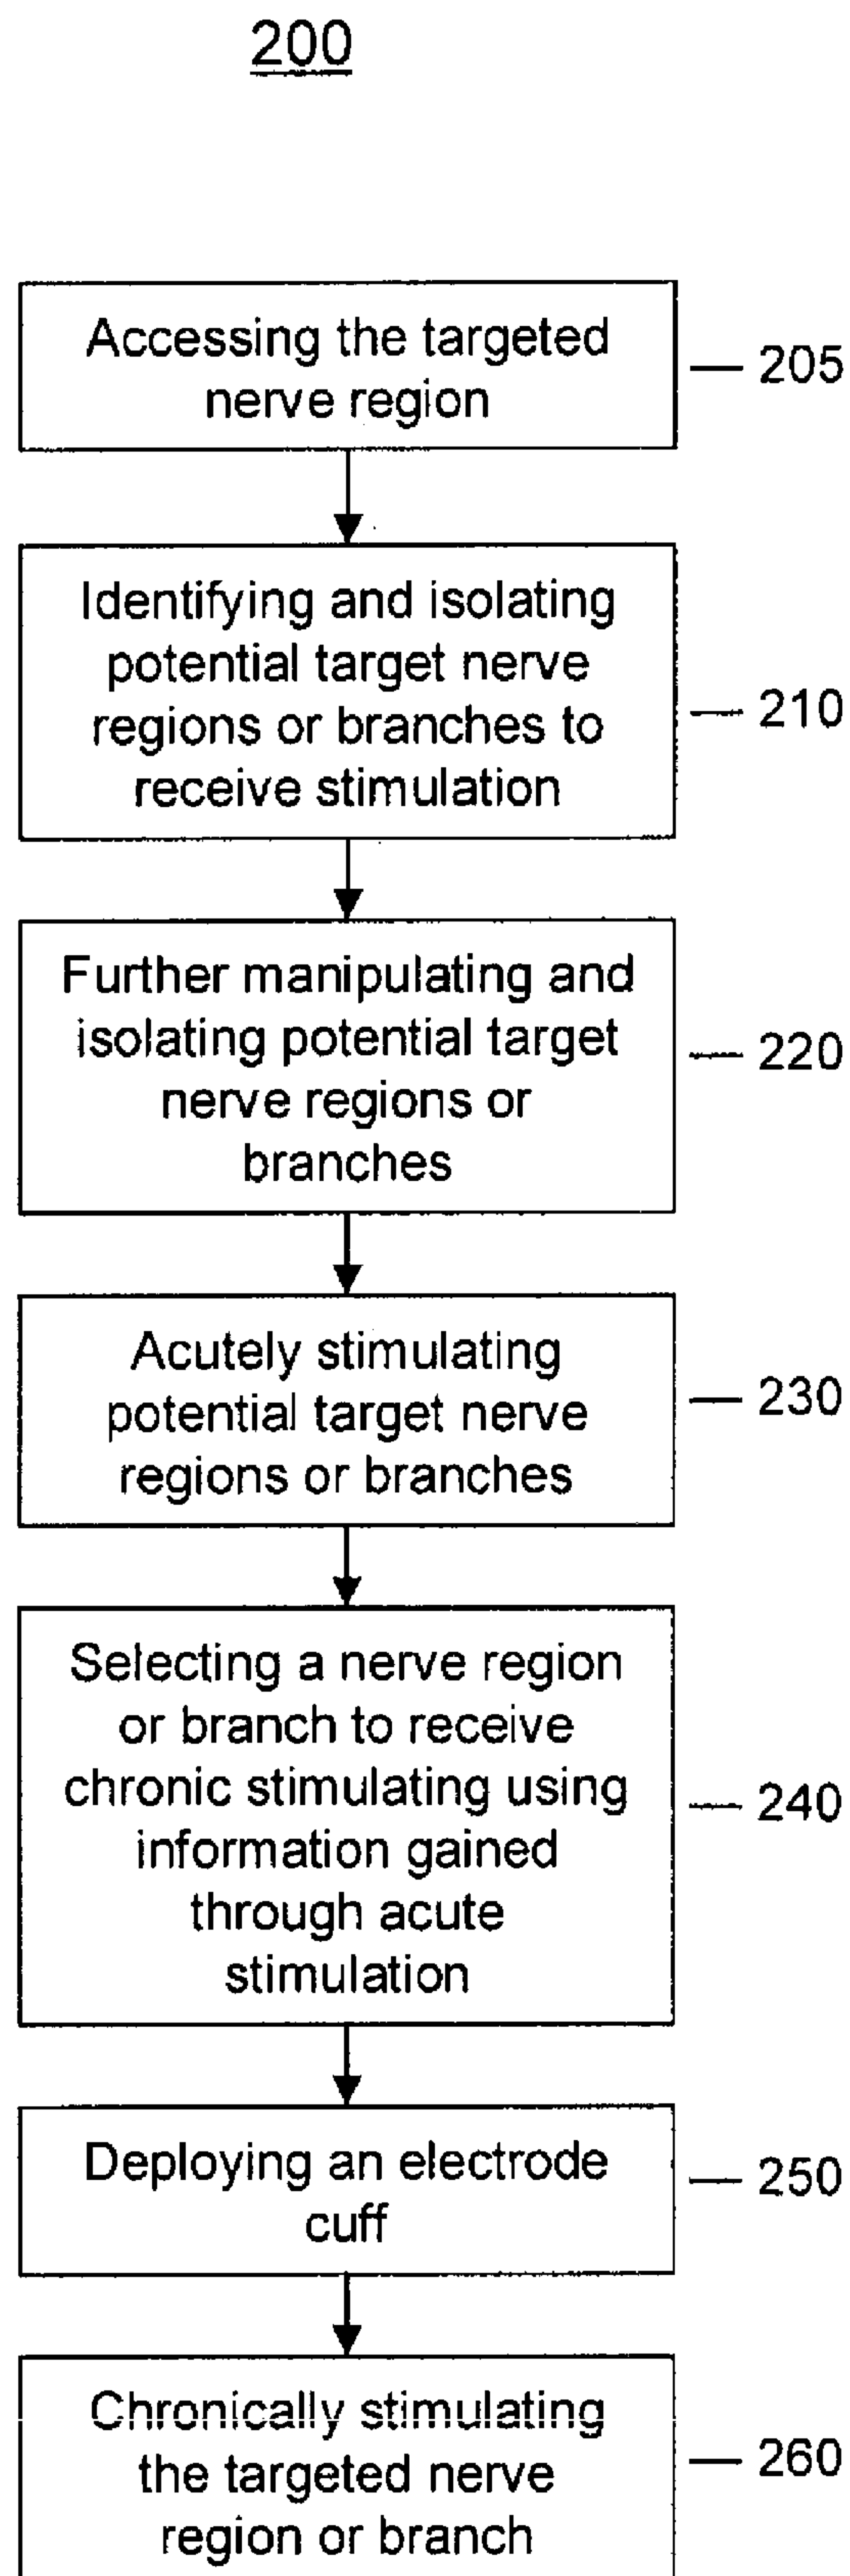 200
Accessing the targeted
nerve region
205
Identifying and isolating
potential target nerve
regions or branches to
receive stimulation
210
Further manipulating and
isolating potential target
nerve regions or
branches
220
Acutely stimulating
potential target nerve
regions or branches
230
Selecting a nerve region
or branch to receive
chronic stimulating using
information gained
through acute
stimulation
240
Deploying an electrode
cuff
250
Chronically stimulating
the targeted nerve
region or branch
260